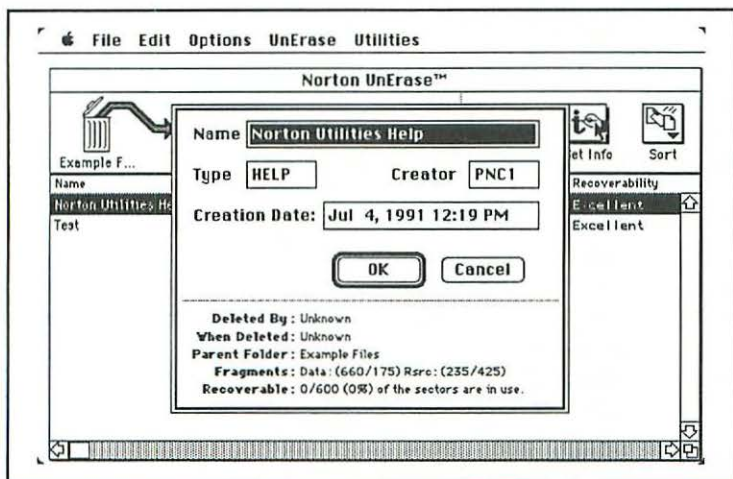 File Edit Options UnErase Utilities
Norton UnErase™
Example F...
et Info
Sort
Name
Recoverability
Norton Utilities He
Excellent
Test
Excellent
Name Norton Utilities Help
Type HELP Creator PNC1
Creation Date: Jul 4, 1991 12:19 PM
OK Cancel
Deleted By: Unknown
When Deleted: Unknown
Parent Folder: Example Files
Fragments: Data: (660/175) Rsrc: (235/425)
Recoverable: 0/600 (0%) of the sectors are in use.